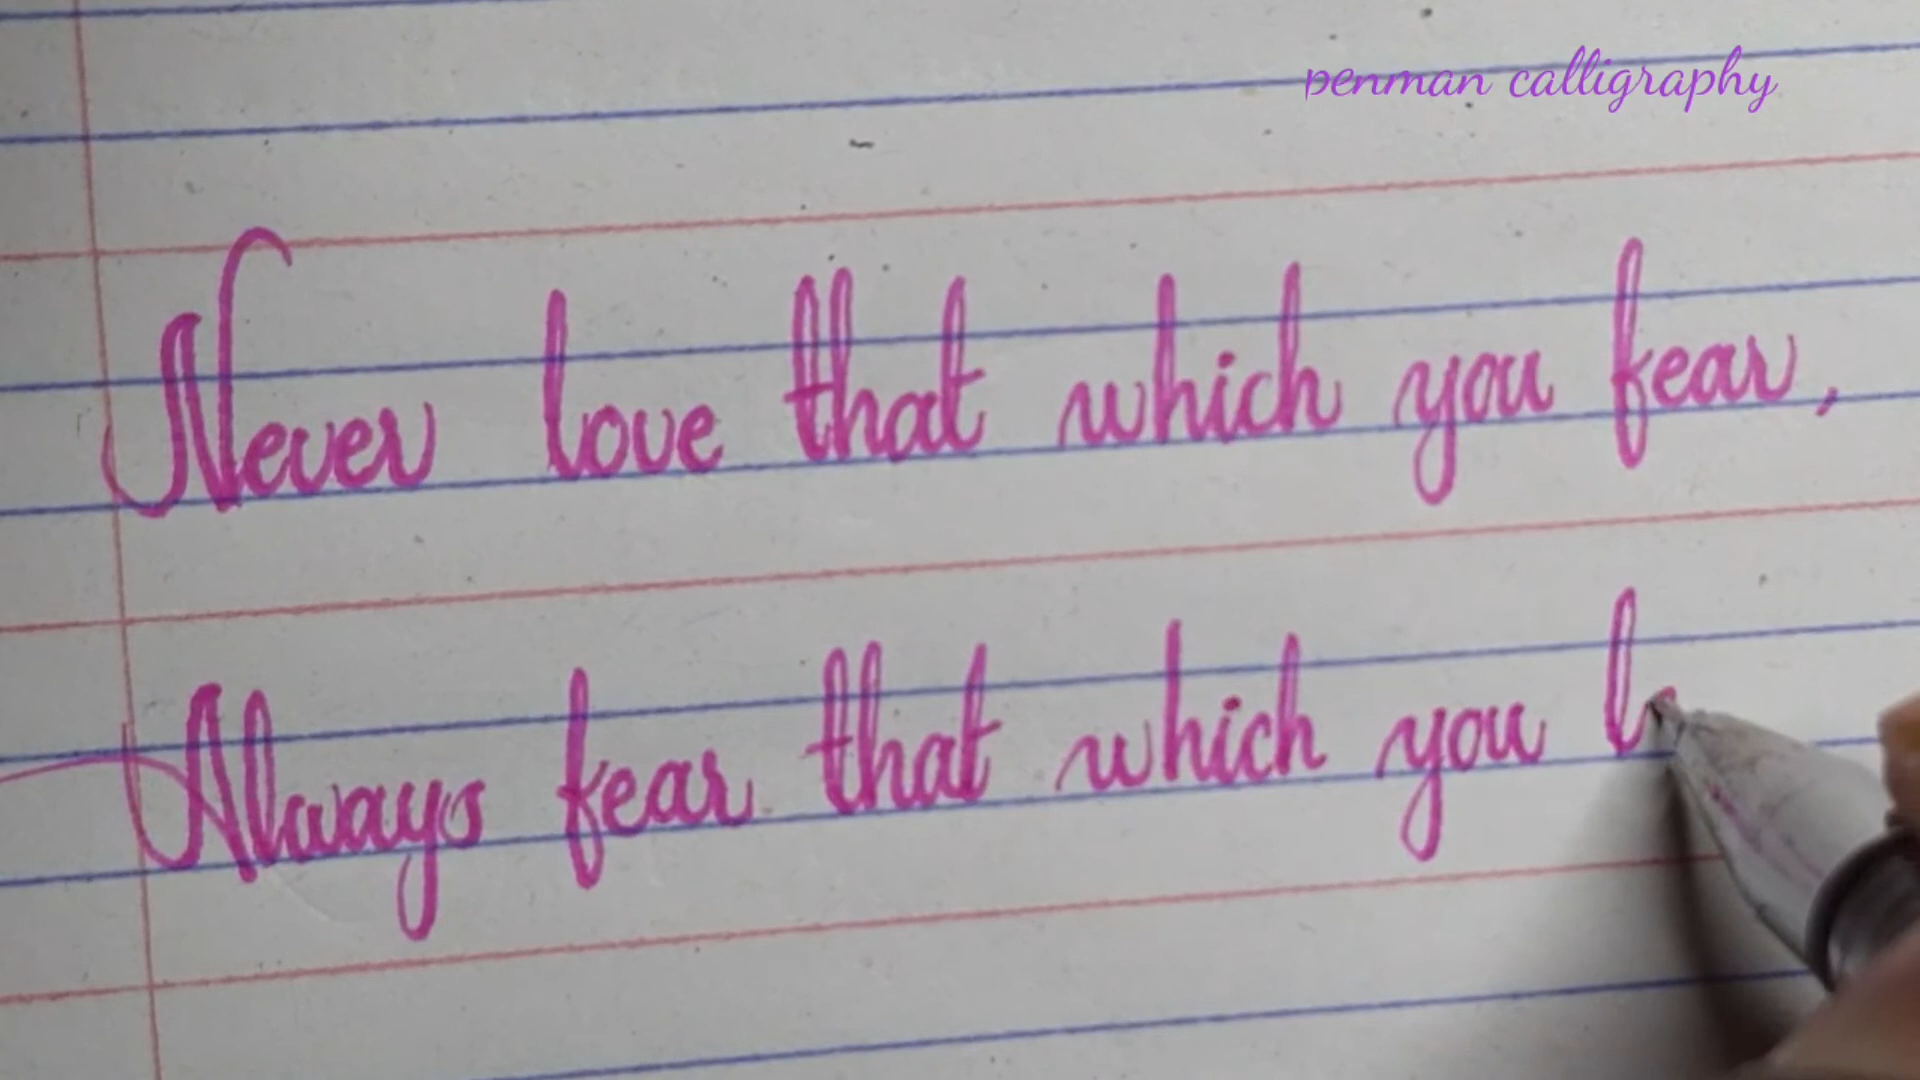 penman calligraphy
Never love that which you fear,
Always fear that which you l